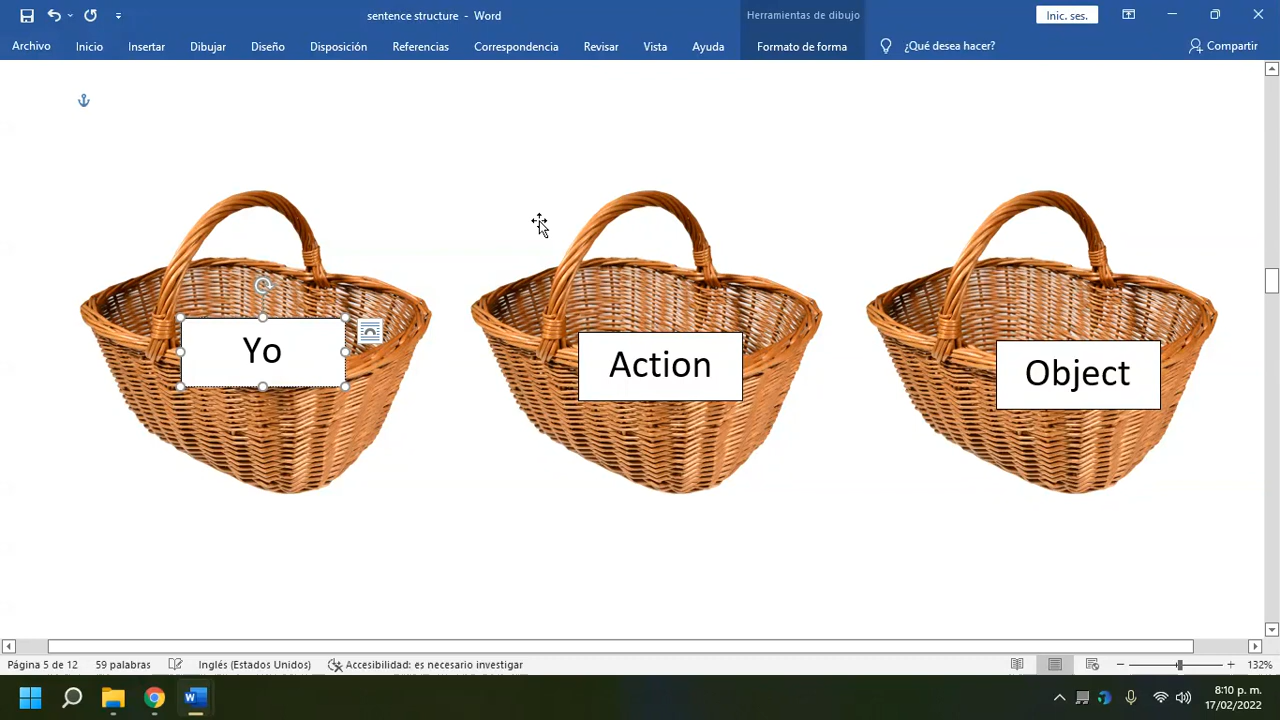 sentence structure - Word
Herramientas de dibujo
Inic. ses.
Archivo Inicio Insertar Dibujar Diseño Disposición Referencias Correspondencia Revisar Vista Ayuda Formato de forma ¿Qué desea hacer? Compartir
Yo
Action
Object
Página 5 de 12 59 palabras Inglés (Estados Unidos) Accesibilidad: es necesario investigar 132%
8:10 p. m.
17/02/2022